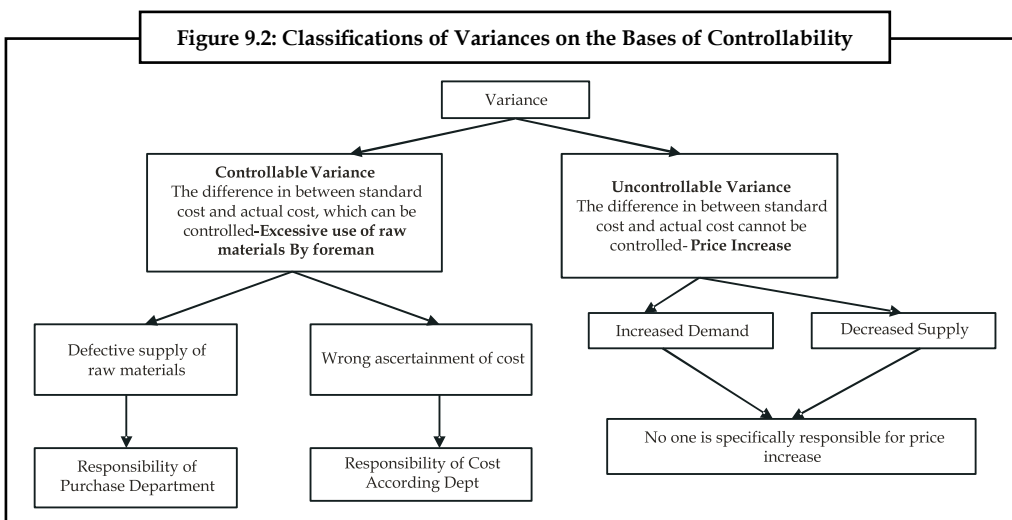 Figure 9.2: Classifications of Variances on the Bases of Controllability
Variance
Controllable Variance
The difference in between standard
cost and actual cost, which can be
controlled-Excessive use of raw
materials By foreman
Uncontrollable Variance
The difference in between standard
cost and actual cost cannot be
controlled- Price Increase
Defective supply of
raw materials
Wrong ascertainment of cost
Increased Demand
Decreased Supply
Responsibility of
Purchase Department
Responsibility of Cost
According Dept
No one is specifically responsible for price
increase